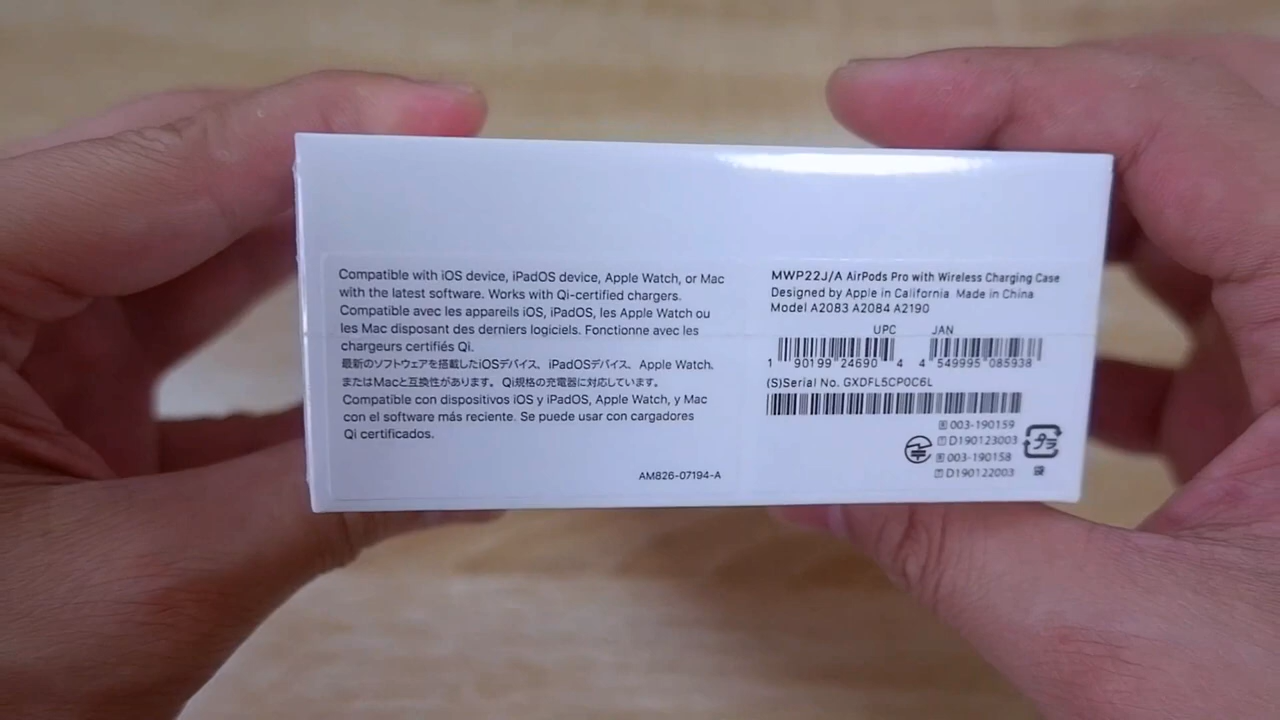 Compatible with iOS device, iPadOS device, Apple Watch, or Mac
with the latest software. Works with Qi-certified chargers.
Compatible avec les appareils iOS, iPadOS, les Apple Watch ou
les Mac disposant des derniers logiciels. Fonctionne avec les
chargeurs certifiés Qi.
最新のソフトウェアを搭載したiOSデバイス、iPadOSデバイス、Apple Watch、
またはMacと互換性があります。Qi規格の充電器に対応しています。
Compatible con dispositivos iOS y iPadOS, Apple Watch, y Mac
con el software más reciente. Se puede usar con cargadores
Qi certificados.
AM826-07194-A
MWP22J/A AirPods Pro with Wireless Charging Case
Designed by Apple in California Made in China
Model A2083 A2084 A2190
UPC JAN
1 90199 24690 4 4 549995 085938
(S)Serial No. GXDFL5CP0C6L
R 003-190159
T D190123003
R 003-190158
T D190122003
プラ
袋